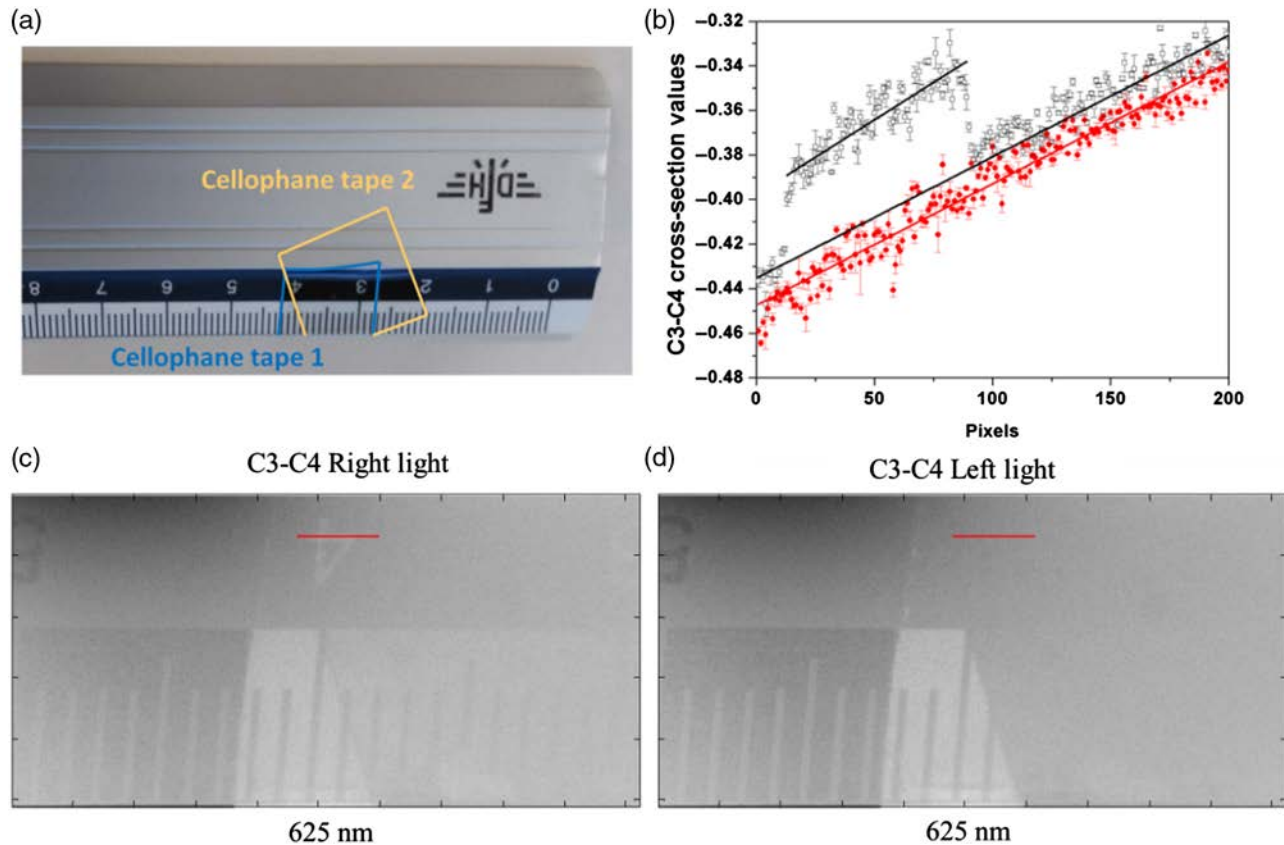 (a)
Cellophane tape 2
DFH
8 7 6 5 4 3 2 1 0
Cellophane tape 1
(b)
C3-C4 cross-section values
−0.32
−0.34
−0.36
−0.38
−0.40
−0.42
−0.44
−0.46
−0.48
0 50 100 150 200
Pixels
(c)
C3-C4 Right light
4
625 nm
(d)
C3-C4 Left light
625 nm